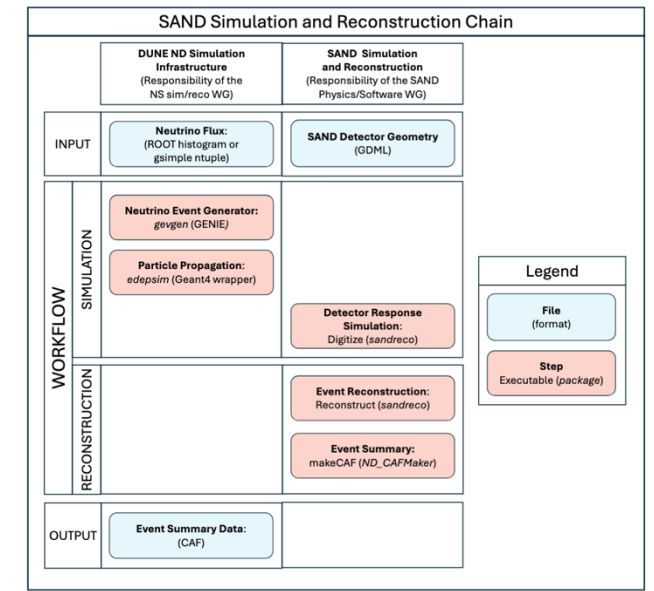 SAND Simulation and Reconstruction Chain
DUNE ND Simulation
Infrastructure
(Responsibility of the
NS sim/reco WG)
SAND Simulation
and Reconstruction
(Responsibility of the SAND
Physics/Software WG)
INPUT
Neutrino Flux:
(ROOT histogram or
gsimple ntuple)
SAND Detector Geometry
(GDML)
WORKFLOW
SIMULATION
Neutrino Event Generator:
gevgen (GENIE)
Particle Propagation:
edepsim (Geant4 wrapper)
Detector Response
Simulation:
Digitize (sandreco)
RECONSTRUCTION
Event Reconstruction:
Reconstruct (sandreco)
Event Summary:
makeCAF (ND_CAFMaker)
OUTPUT
Event Summary Data:
(CAF)
Legend
File
(format)
Step
Executable (package)